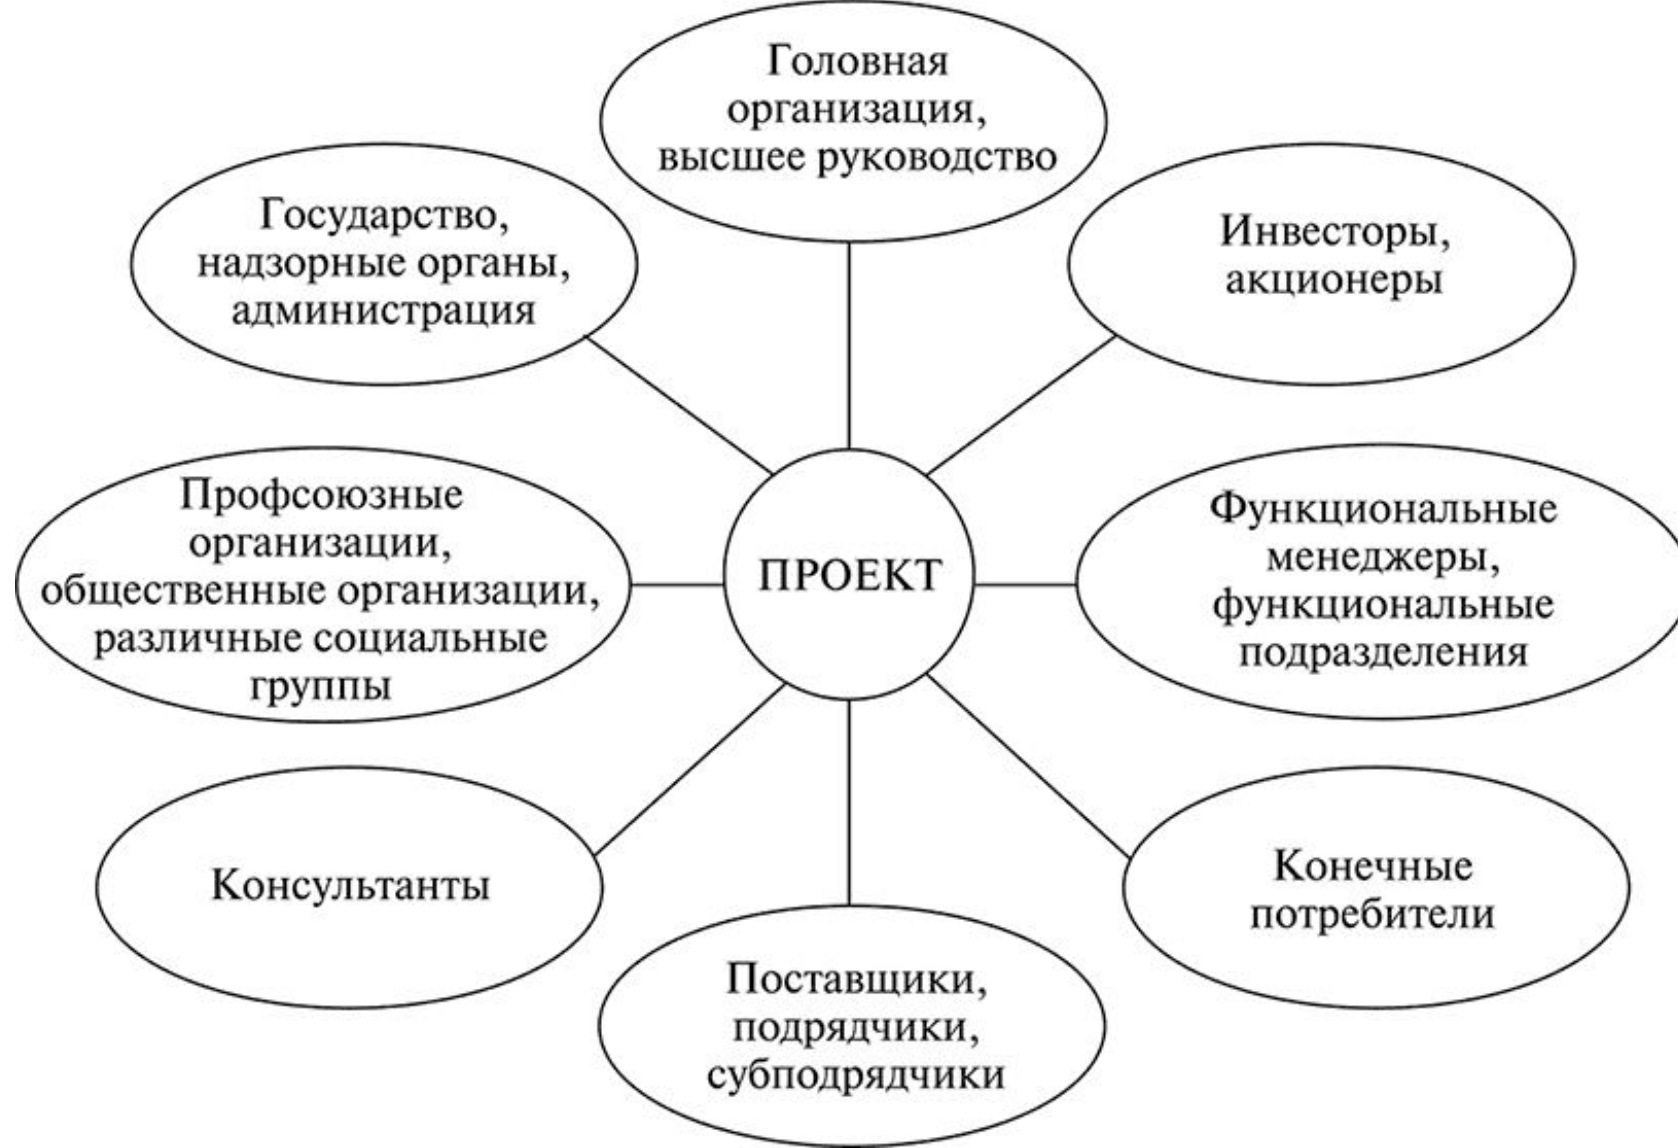 Головная
организация,
высшее руководство
Государство,
надзорные органы,
администрация
Инвесторы,
акционеры
Профсоюзные
организации,
общественные организации,
различные социальные
группы
ПРОЕКТ
Функциональные
менеджеры,
функциональные
подразделения
Консультанты
Конечные
потребители
Поставщики,
подрядчики,
субподрядчики